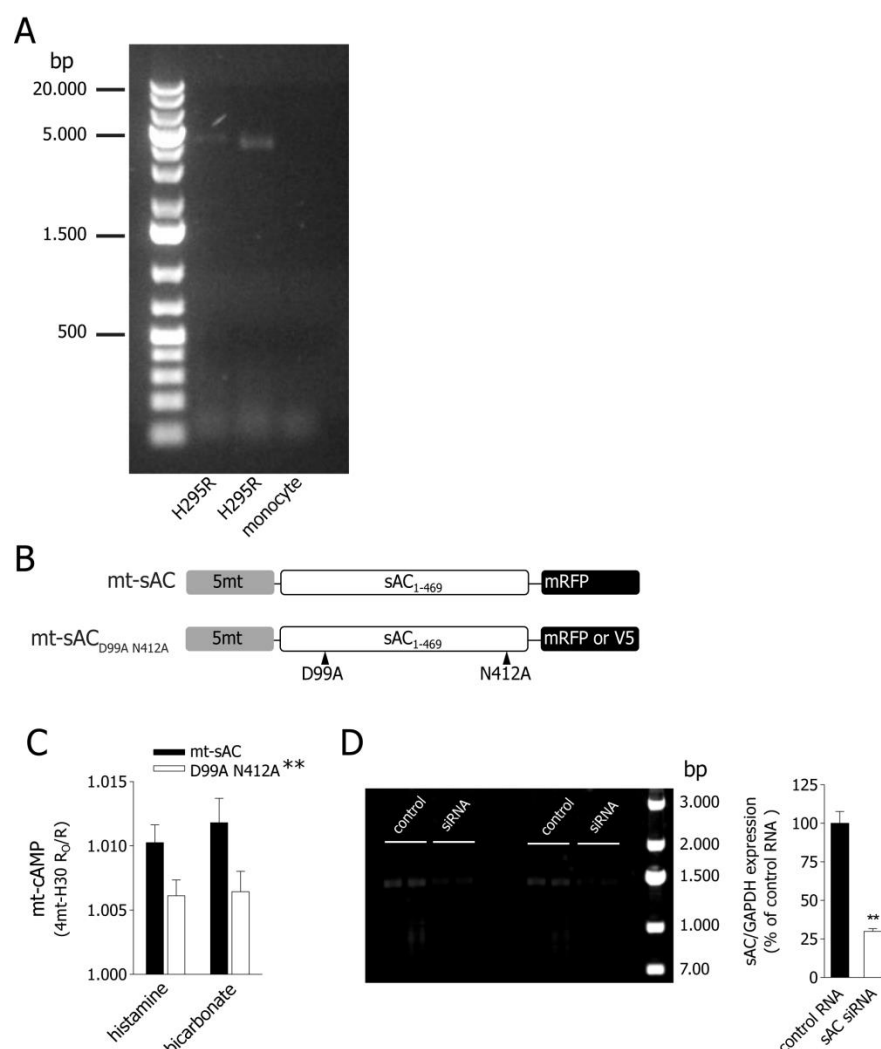 A
bp
20.000
5.000
1.500
500
H295R
H295R
monocyte
B
mt-sAC
5mt
sAC1-469
mRFP
mt-sACD99A N412A
5mt
sAC1-469
mRFP or V5
D99A
N412A
C
mt-sAC
D99A N412A**
mt-cAMP
(4mt-H30 R0/R)
1.015
1.010
1.005
1.000
histamine
bicarbonate
D
control
siRNA
control
siRNA
bp
3.000
2.000
1.500
1.000
7.00
sAC/GAPDH expression
(% of control RNA )
125
100
75
50
25
0
**
control RNA
sAC siRNA